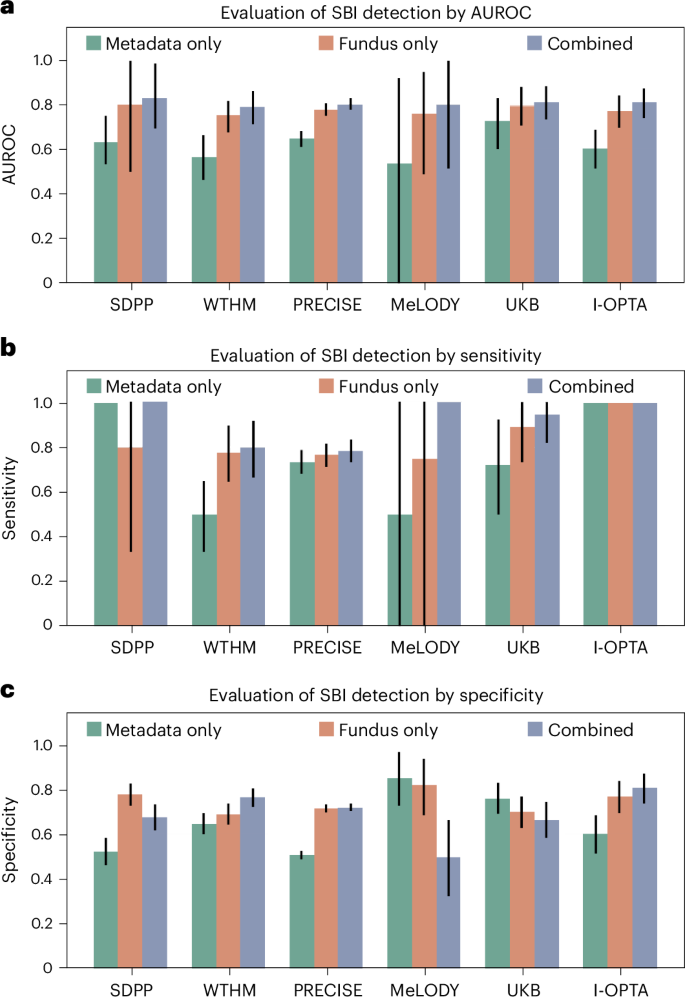 a
Evaluation of SBI detection by AUROC
Metadata only Fundus only Combined
1.0
0.8
0.6
0.4
0.2
0
AUROC
SDPP WTHM PRECISE MeLODY UKB I-OPTA
b
Evaluation of SBI detection by sensitivity
Metadata only Fundus only Combined
1.0
0.8
0.6
0.4
0.2
0
Sensitivity
SDPP WTHM PRECISE MeLODY UKB I-OPTA
c
Evaluation of SBI detection by specificity
Metadata only Fundus only Combined
1.0
0.8
0.6
0.4
0.2
0
Specificity
SDPP WTHM PRECISE MeLODY UKB I-OPTA